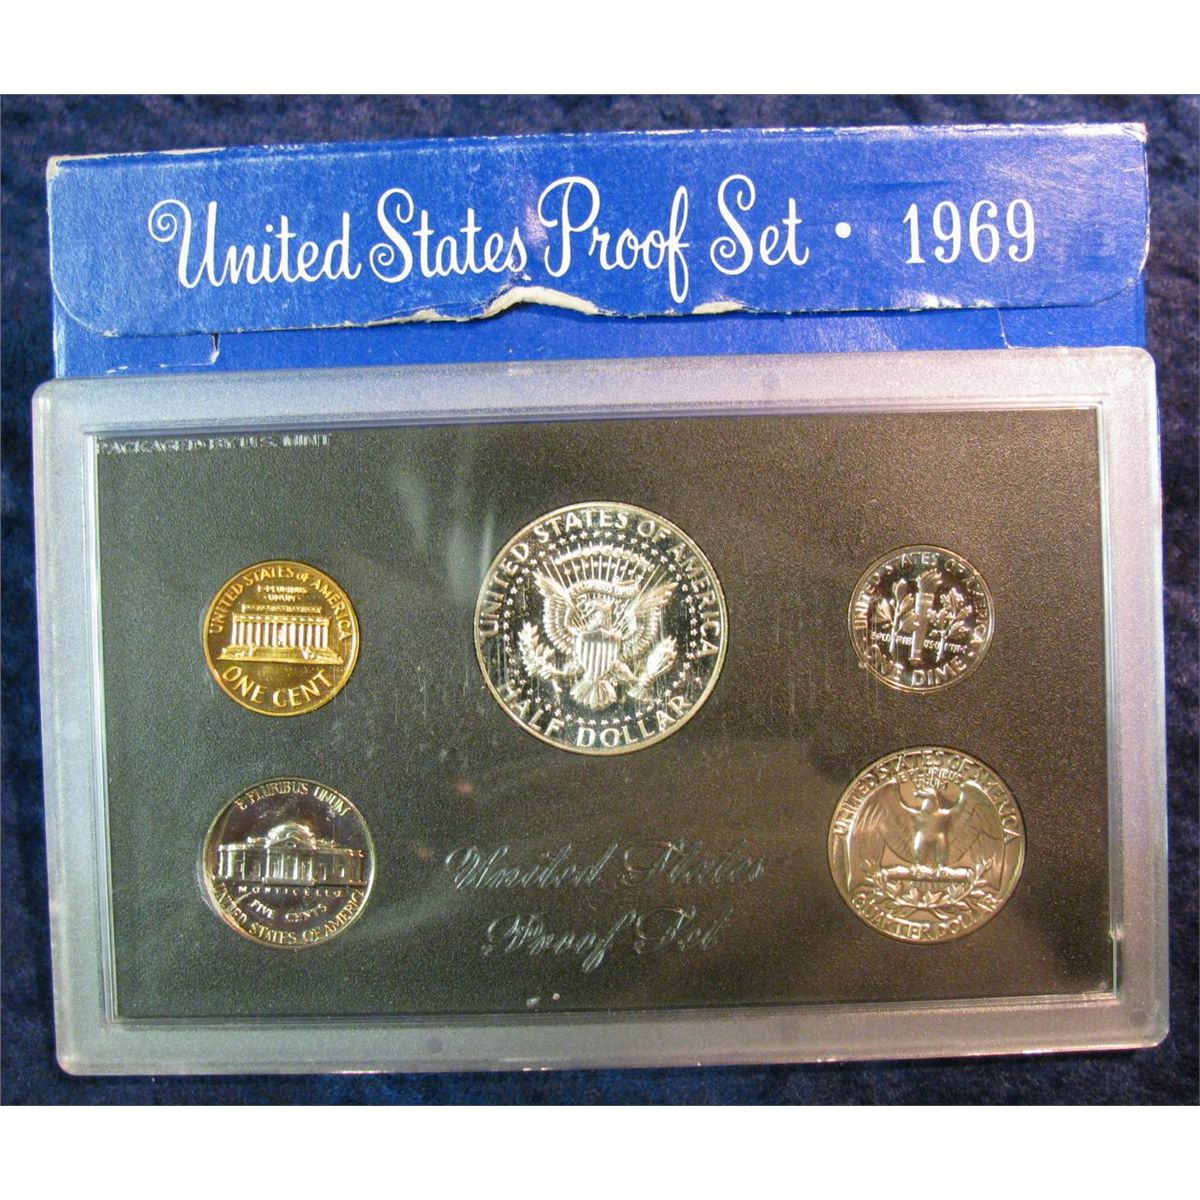 United States Proof Set · 1969
PACKAGED BY U.S. MINT
UNITED STATES OF AMERICA
E·PLURIBUS
UNUM
ONE CENT
UNITED STATES OF AMERICA
HALF DOLLAR
UNITED STATES OF AMERICA
E PLURIBUS UNUM
ONE DIME
E PLURIBUS UNUM
MONTICELLO
FIVE CENTS
UNITED STATES OF AMERICA
UNITED STATES OF AMERICA
E PLURIBUS
UNUM
QUARTER DOLLAR
United States
Proof Set